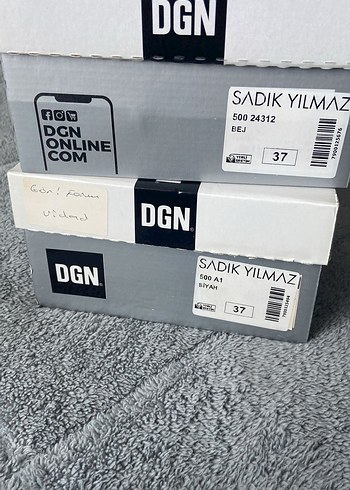 DGN
DGN
ONLINE
COM
SADIK YILMAZ
500 24312
BEJ
37
DGN
DGN
SADIK YILMAZ
500 A1
SİYAH
37